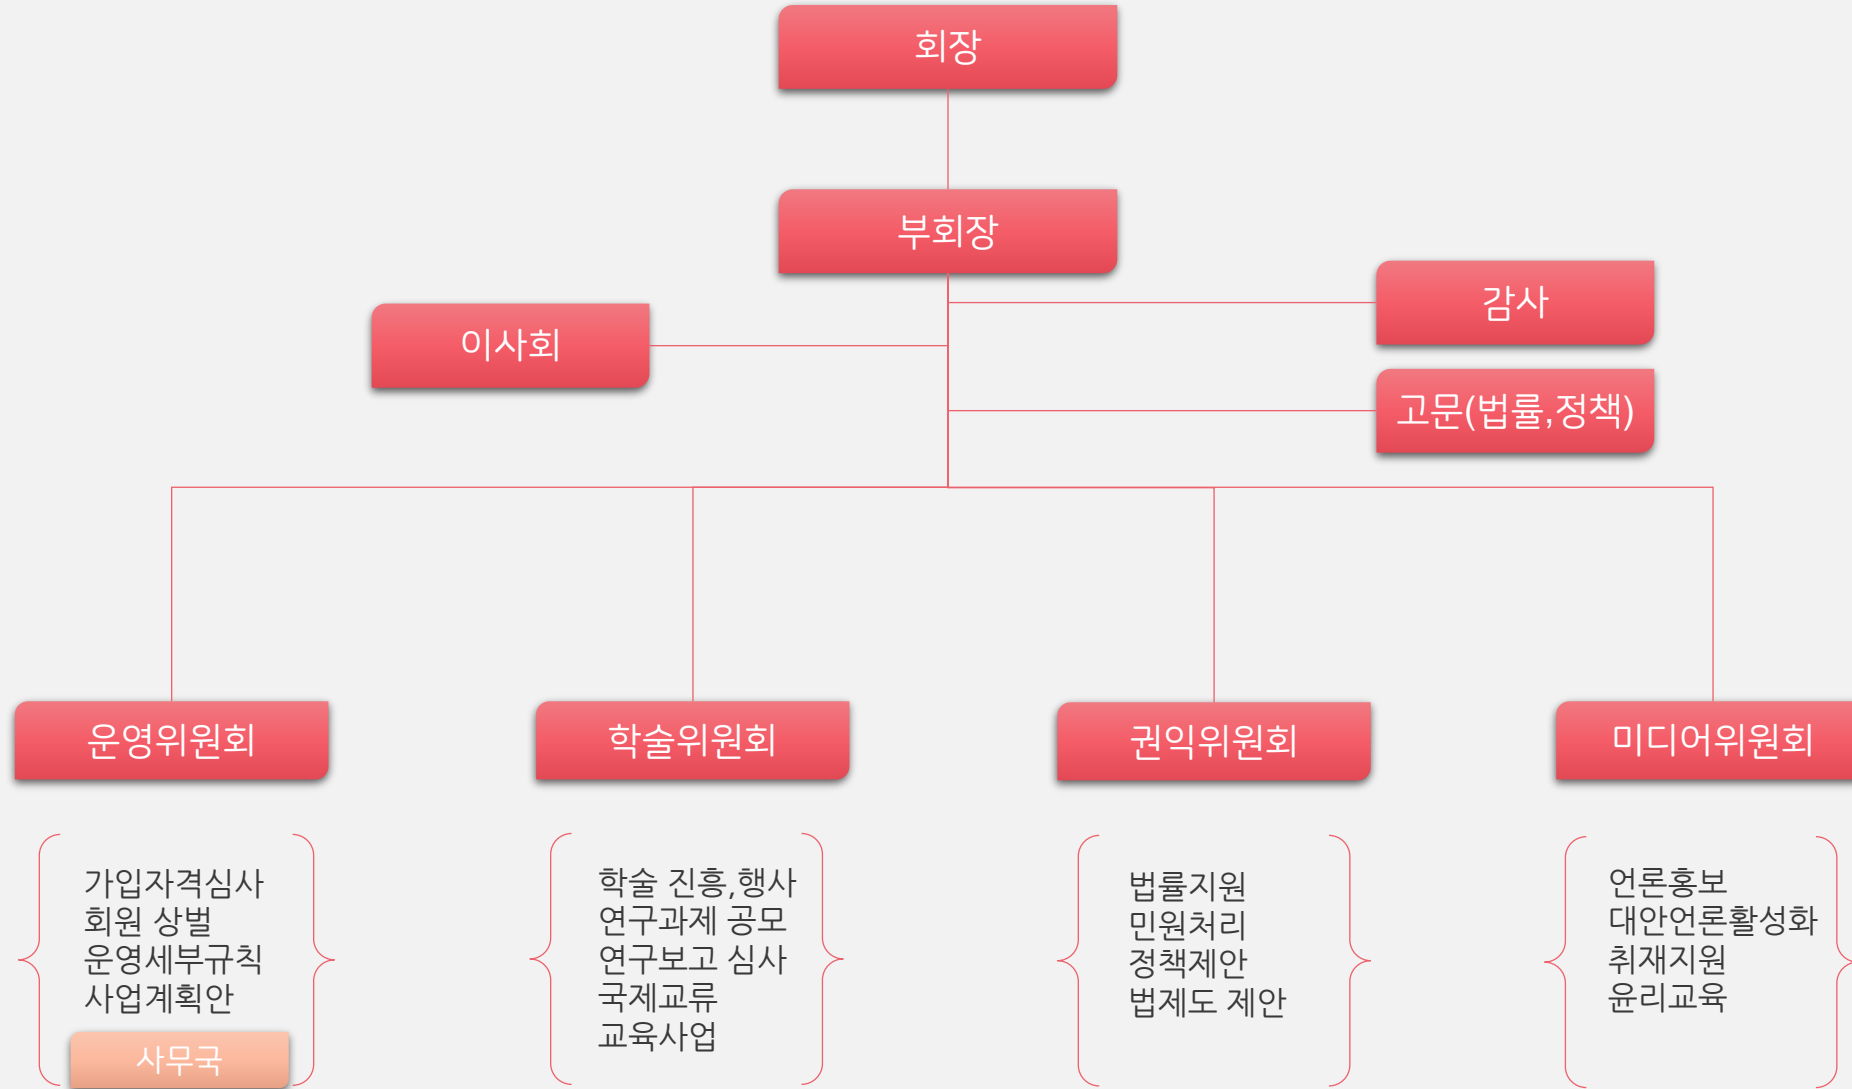 회장
부회장
감사
이사회
고문(법률,정책)
운영위원회
학술위원회
권익위원회
미디어위원회
가입자격심사
회원 상벌
운영세부규칙
사업계획안
사무국
학술 진흥,행사
연구과제 공모
연구보고 심사
국제교류
교육사업
법률지원
민원처리
정책제안
법제도 제안
언론홍보
대안언론활성화
취재지원
윤리교육